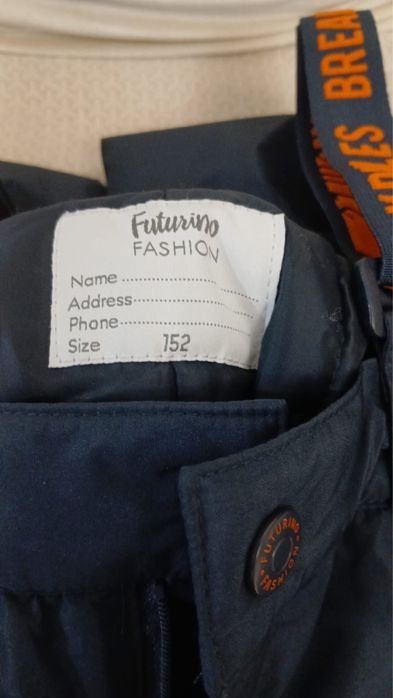 BREA
Futurino
FASHION
Name
Address
Phone
Size 152
FUTURINO
FASHION